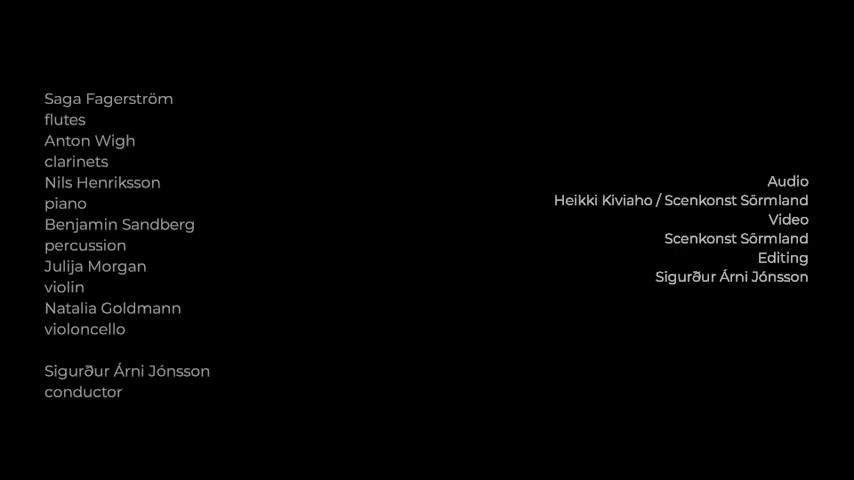 Saga Fagerström
flutes
Anton Wigh
clarinets
Nils Henriksson
piano
Benjamin Sandberg
percussion
Julija Morgan
violin
Natalia Goldmann
violoncello
Sigurður Árni Jónsson
conductor
Audio
Heikki Kiviaho / Scenkonst Sörmland
Video
Scenkonst Sörmland
Editing
Sigurður Árni Jónsson